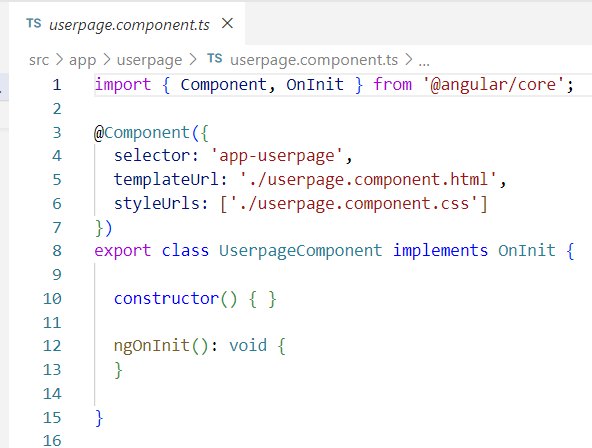 TS userpage.component.ts ×
src > app > userpage > TS userpage.component.ts > ...
1 import { Component, OnInit } from '@angular/core';
2
3 @Component({
4   selector: 'app-userpage',
5   templateUrl: './userpage.component.html',
6   styleUrls: ['./userpage.component.css']
7 })
8 export class UserpageComponent implements OnInit {
9
10   constructor() { }
11
12   ngOnInit(): void {
13   }
14
15 }
16